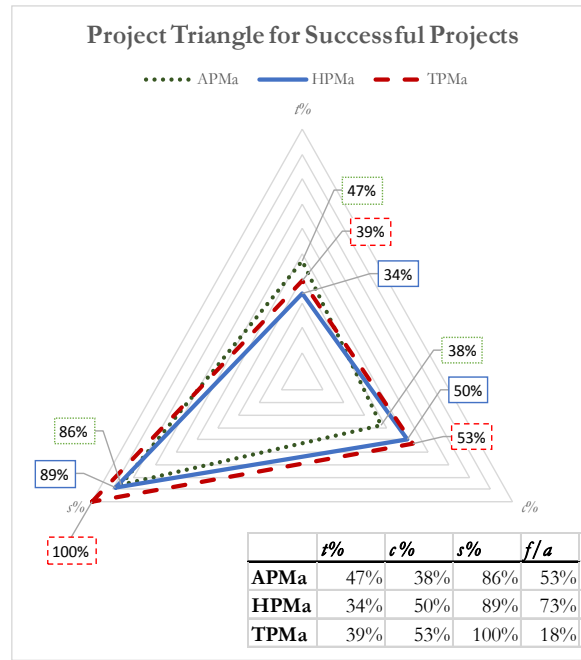 Project Triangle for Successful Projects
APMa HPMa TPMa
t%
47%
39%
34%
38%
50%
53%
86%
89%
s% c%
100%
t% c% s% f/a
APMa 47% 38% 86% 53%
HPMa 34% 50% 89% 73%
TPMa 39% 53% 100% 18%